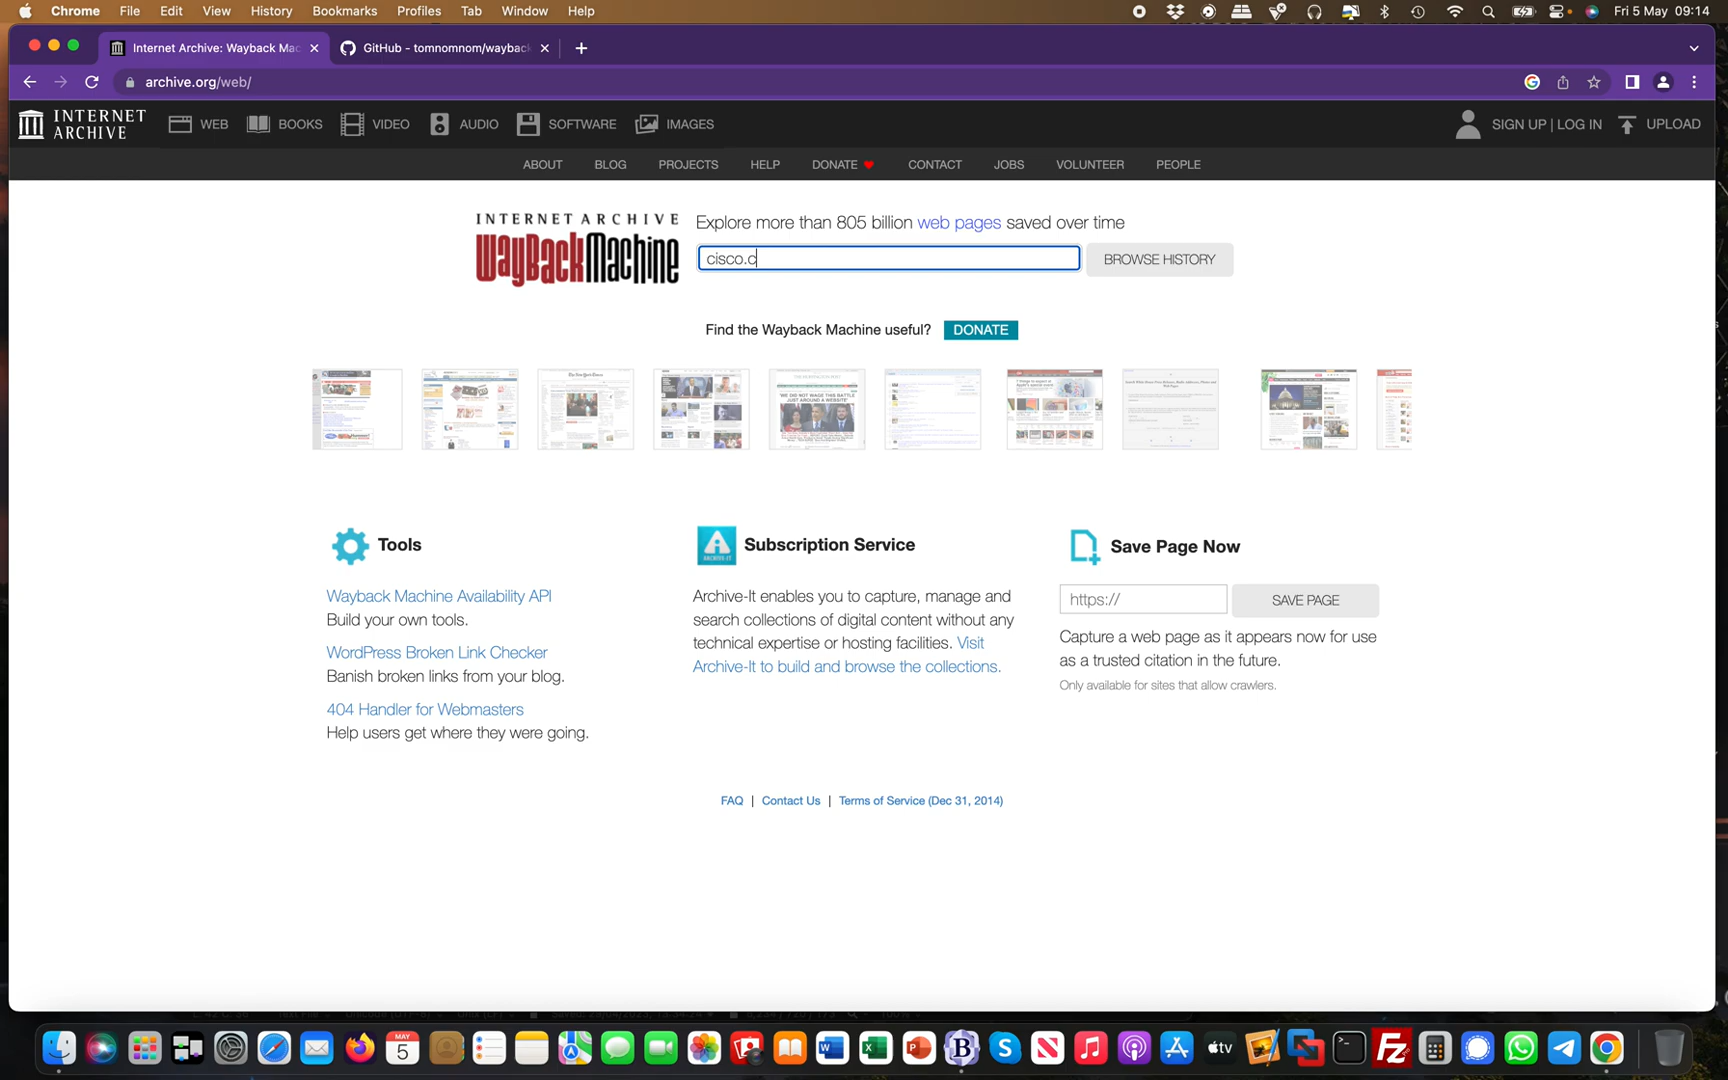 Chrome File Edit View History Bookmarks Profiles Tab Window Help Fri 5 May 09:14
Internet Archive: Wayback Mac GitHub - tomnomnom/wayback
archive.org/web/
INTERNET ARCHIVE WEB BOOKS VIDEO AUDIO SOFTWARE IMAGES SIGN UP | LOG IN UPLOAD
ABOUT BLOG PROJECTS HELP DONATE CONTACT JOBS VOLUNTEER PEOPLE
INTERNET ARCHIVE
WayBackMachine
Explore more than 805 billion web pages saved over time
cisco.c
BROWSE HISTORY
Find the Wayback Machine useful? DONATE
Tools
Wayback Machine Availability API
Build your own tools.
WordPress Broken Link Checker
Banish broken links from your blog.
404 Handler for Webmasters
Help users get where they were going.
Subscription Service
Archive-It enables you to capture, manage and
search collections of digital content without any
technical expertise or hosting facilities. Visit
Archive-It to build and browse the collections.
Save Page Now
https://
SAVE PAGE
Capture a web page as it appears now for use
as a trusted citation in the future.
Only available for sites that allow crawlers.
FAQ | Contact Us | Terms of Service (Dec 31, 2014)
MAY
5
tv